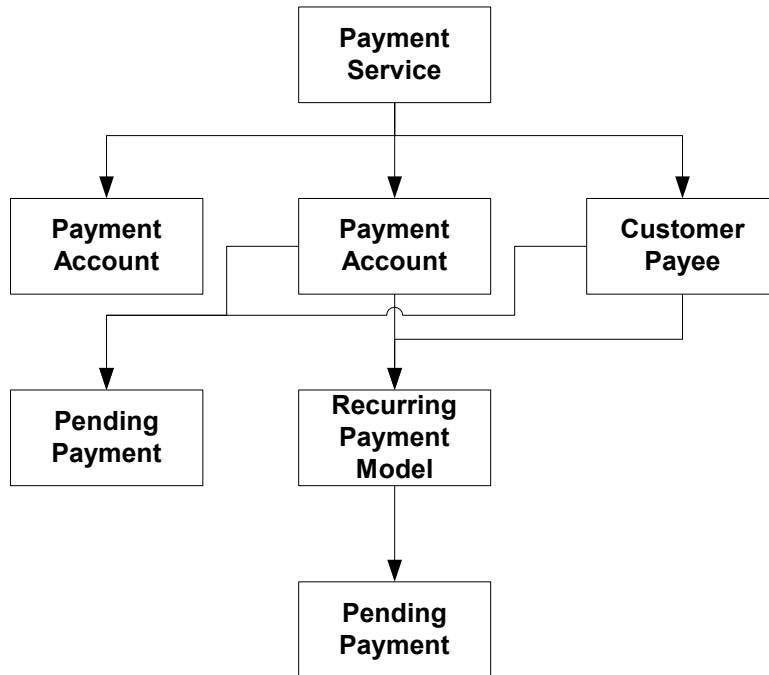 Payment
Service
Payment
Account
Payment
Account
Customer
Payee
Pending
Payment
Recurring
Payment
Model
Pending
Payment